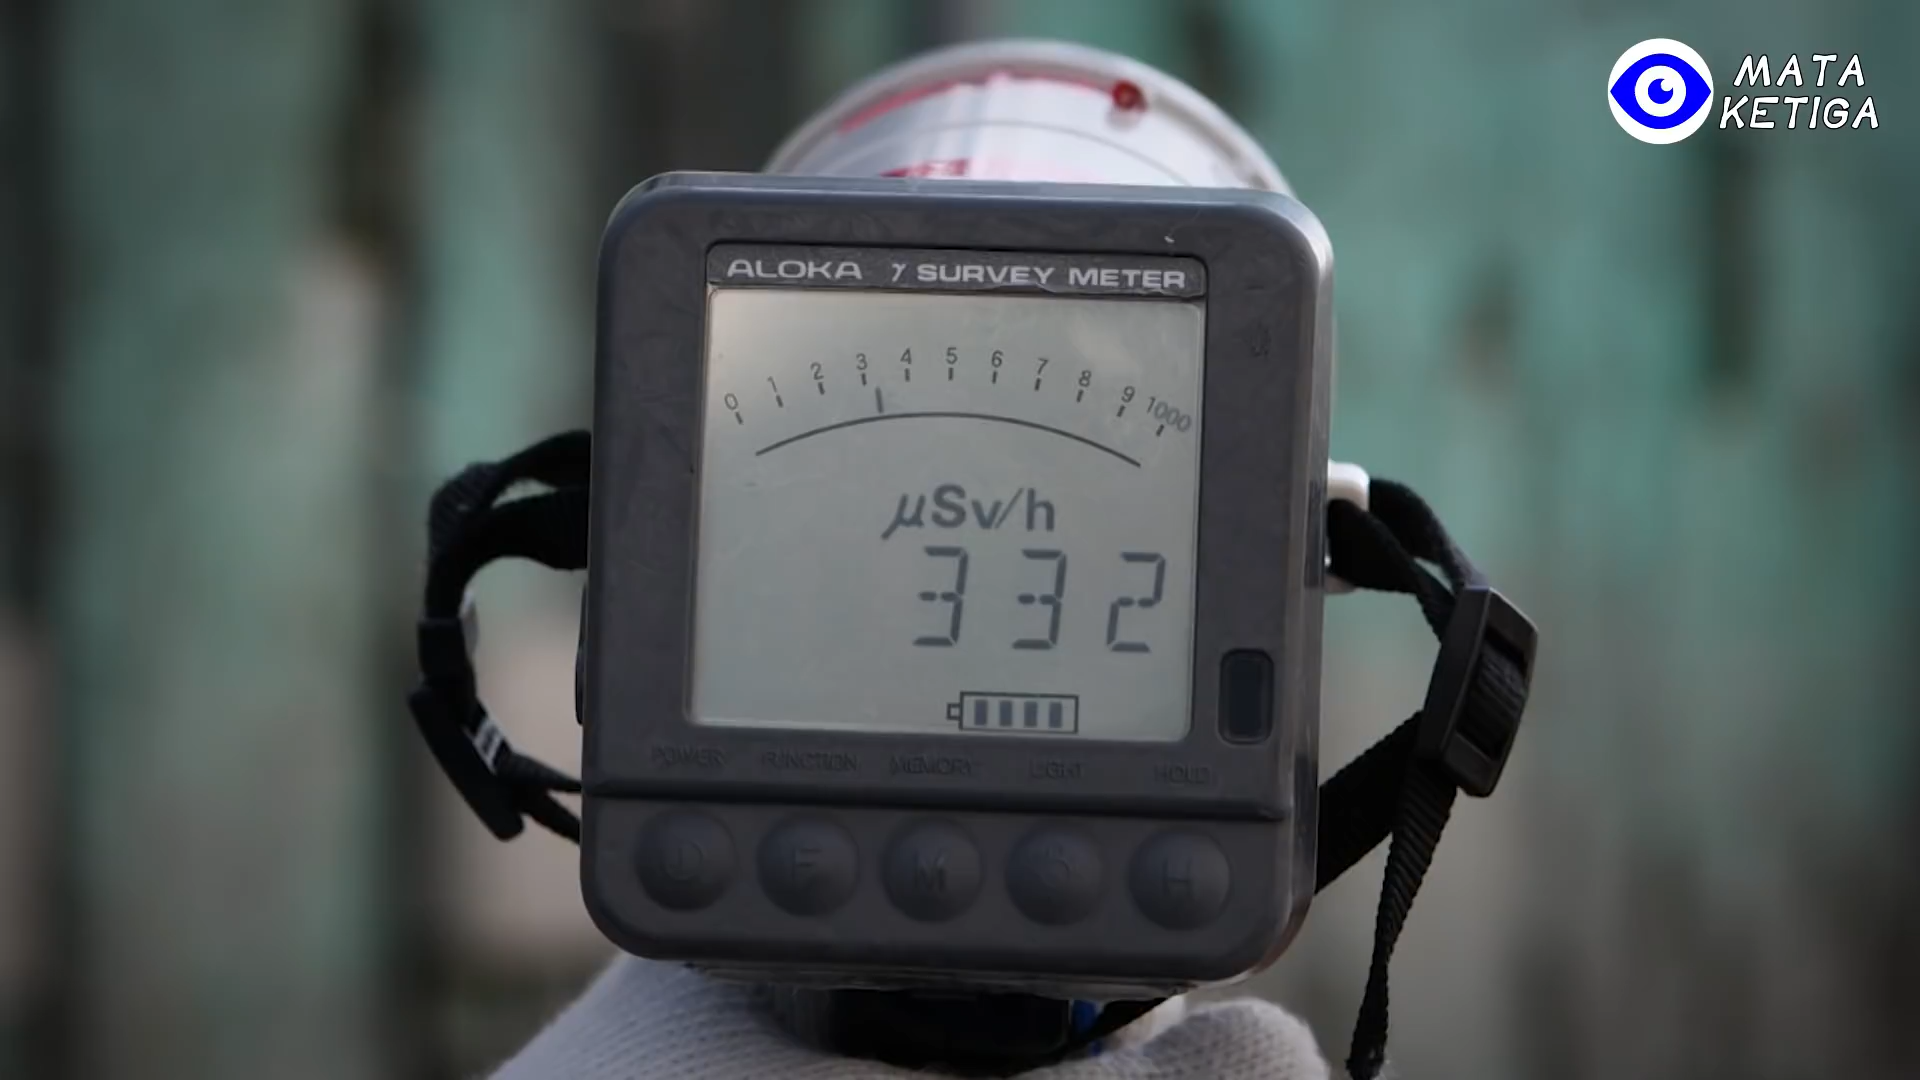 MATA
KETIGA
ALOKA γ SURVEY METER
0 1 2 3 4 5 6 7 8 9 1000
μSv/h
332
POWER FUNCTION MEMORY LIGHT HOLD
F M H